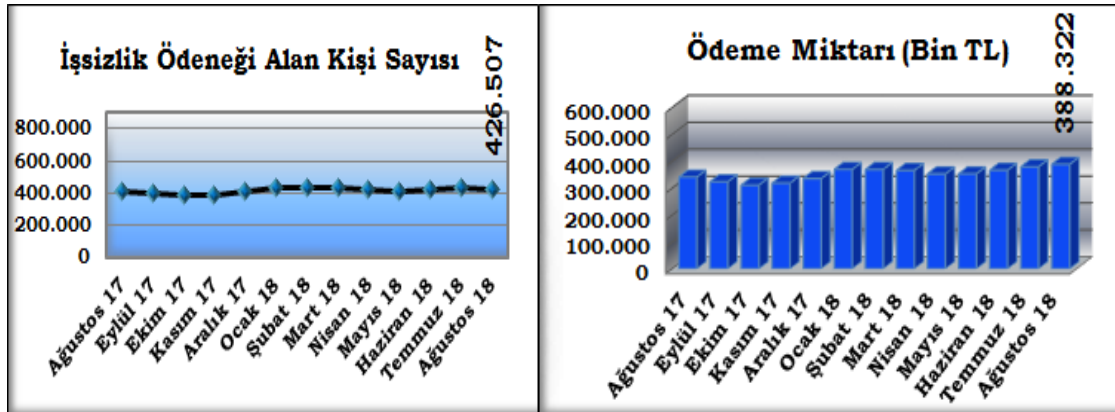 İşsizlik Ödeneği Alan Kişi Sayısı
426.507
800.000
600.000
400.000
200.000
0
Ağustos 17
Eylül 17
Ekim 17
Kasım 17
Aralık 17
Ocak 18
Şubat 18
Mart 18
Nisan 18
Mayıs 18
Haziran 18
Temmuz 18
Ağustos 18
Ödeme Miktarı (Bin TL)
388.322
600.000
500.000
400.000
300.000
200.000
100.000
0
Ağustos 17
Eylül 17
Ekim 17
Kasım 17
Aralık 17
Ocak 18
Şubat 18
Mart 18
Nisan 18
Mayıs 18
Haziran 18
Temmuz 18
Ağustos 18